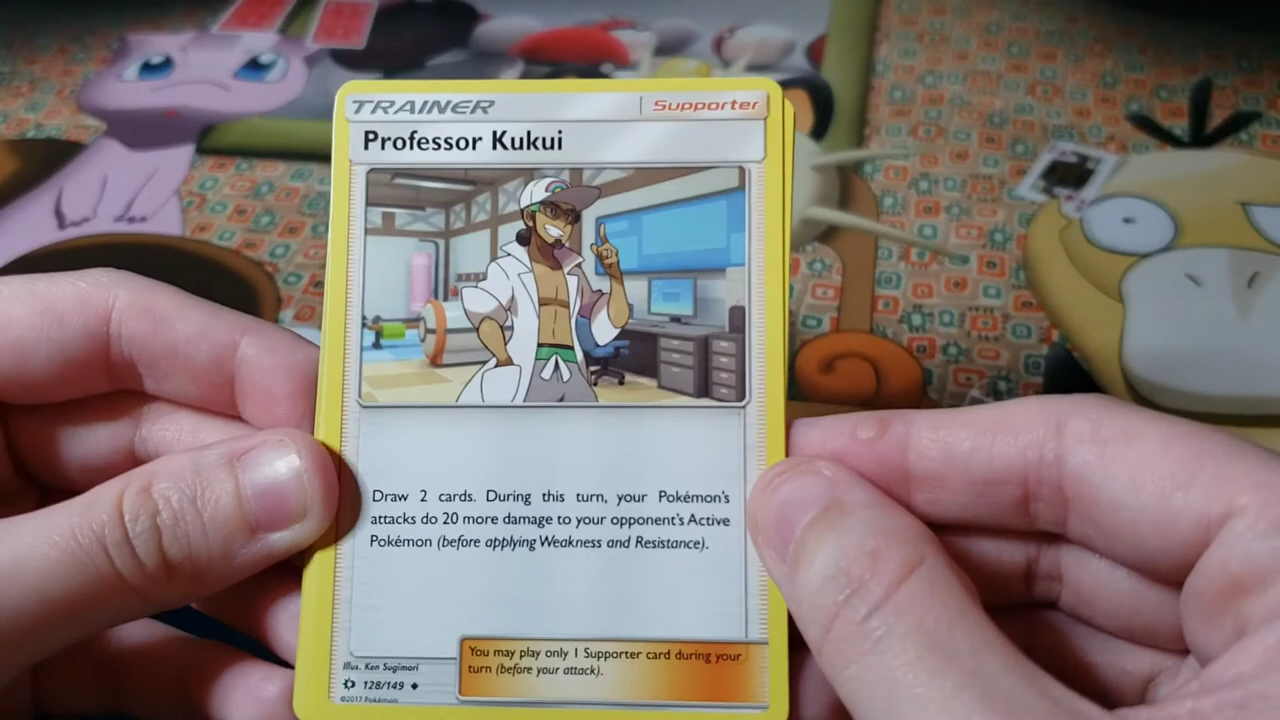 TRAINER
Supporter
Professor Kukui
Draw 2 cards. During this turn, your Pokémon's
attacks do 20 more damage to your opponent's Active
Pokémon (before applying Weakness and Resistance).
You may play only 1 Supporter card during your
turn (before your attack).
Illus. Ken Sugimori
128/149 ◆
©2017 Pokémon